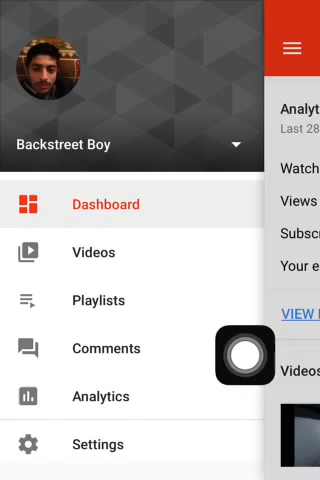 Backstreet Boy
Dashboard
Videos
Playlists
Comments
Analytics
Settings
Analyt
Last 28
Watch
Views
Subscr
Your e
VIEW
Videos